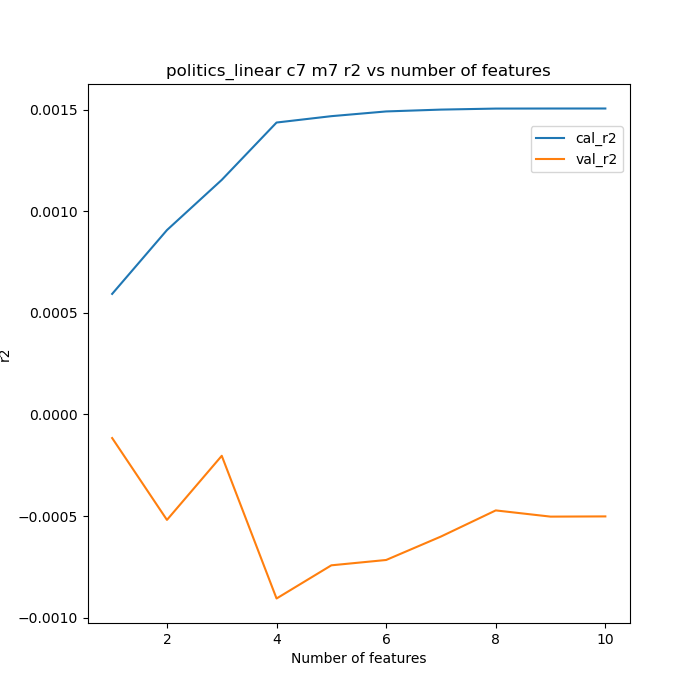 politics_linear c7 m7 r2 vs number of features
0.0015
0.0010
0.0005
0.0000
−0.0005
−0.0010
r2
cal_r2
val_r2
2 4 6 8 10
Number of features